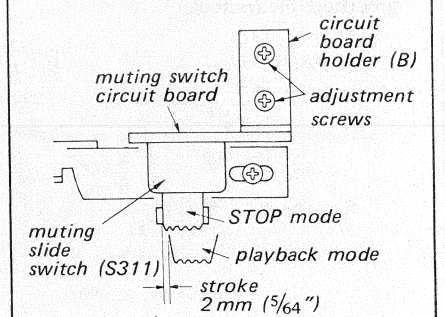 circuit
board
holder (B)
muting switch
circuit board
adjustment
screws
STOP mode
muting
slide
switch (S311)
playback mode
stroke
2 mm (5/64")